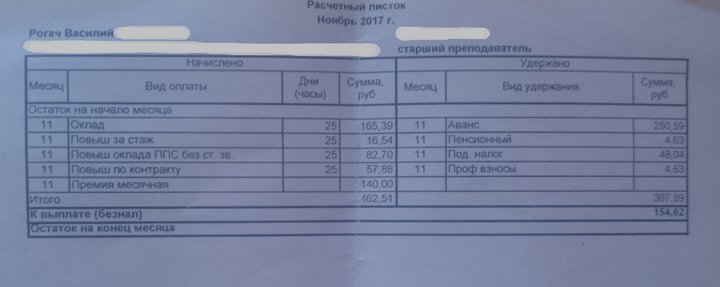 Расчетный листок
Ноябрь 2017 г.
Рогач Василий
старший преподаватель
Начислено Удержано
Месяц Вид оплаты Дни (часы) Сумма, руб Месяц Вид удержания Сумма, руб
Остаток на начало месяца
11 Оклад 25 165,39 11 Аванс 250,59
11 Повыш за стаж 25 16,54 11 Пенсионный 4,63
11 Повыш оклада ППС без ст. зв. 25 82,70 11 Под. налог 48,04
11 Повыш по контракту 25 57,88 11 Проф взносы 4,63
11 Премия месячная 140,00
Итого 462,51 307,89
К выплате (безнал) 154,62
Остаток на конец месяца